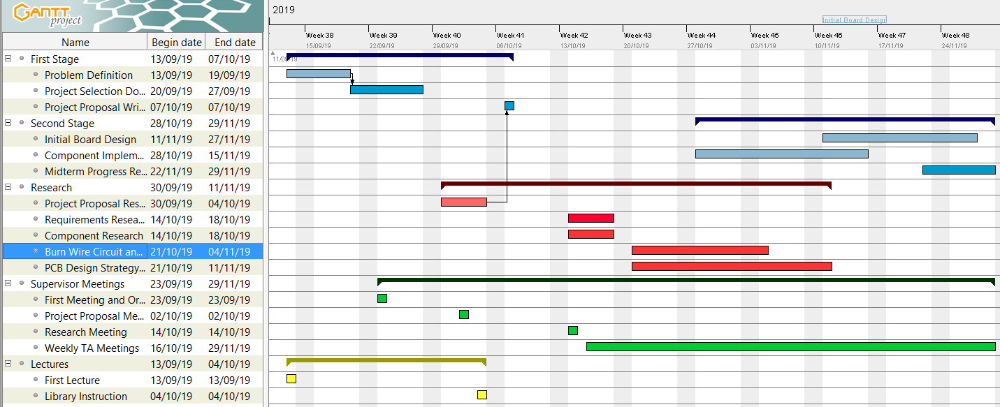 GANTT
project
2019
Initial Board Design
Week 38 Week 39 Week 40 Week 41 Week 42 Week 43 Week 44 Week 45 Week 46 Week 47 Week 48
15/09/19 22/09/19 29/09/19 06/10/19 13/10/19 20/10/19 27/10/19 03/11/19 10/11/19 17/11/19 24/11/19
Name Begin date End date
11/09/19
First Stage 13/09/19 07/10/19
Problem Definition 13/09/19 19/09/19
Project Selection Do... 20/09/19 27/09/19
Project Proposal Wri... 07/10/19 07/10/19
Second Stage 28/10/19 29/11/19
Initial Board Design 11/11/19 27/11/19
Component Implem... 28/10/19 15/11/19
Midterm Progress Re... 22/11/19 29/11/19
Research 30/09/19 11/11/19
Project Proposal Res... 30/09/19 04/10/19
Requirements Resea... 14/10/19 18/10/19
Component Research 14/10/19 18/10/19
Burn Wire Circuit an... 21/10/19 04/11/19
PCB Design Strategy... 21/10/19 11/11/19
Supervisor Meetings 23/09/19 29/11/19
First Meeting and Or... 23/09/19 23/09/19
Project Proposal Me... 02/10/19 02/10/19
Research Meeting 14/10/19 14/10/19
Weekly TA Meetings 16/10/19 29/11/19
Lectures 13/09/19 04/10/19
First Lecture 13/09/19 13/09/19
Library Instruction 04/10/19 04/10/19